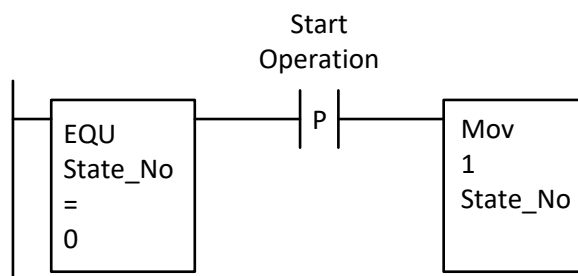 Start
Operation
EQU
State_No
=
0
P
Mov
1
State_No